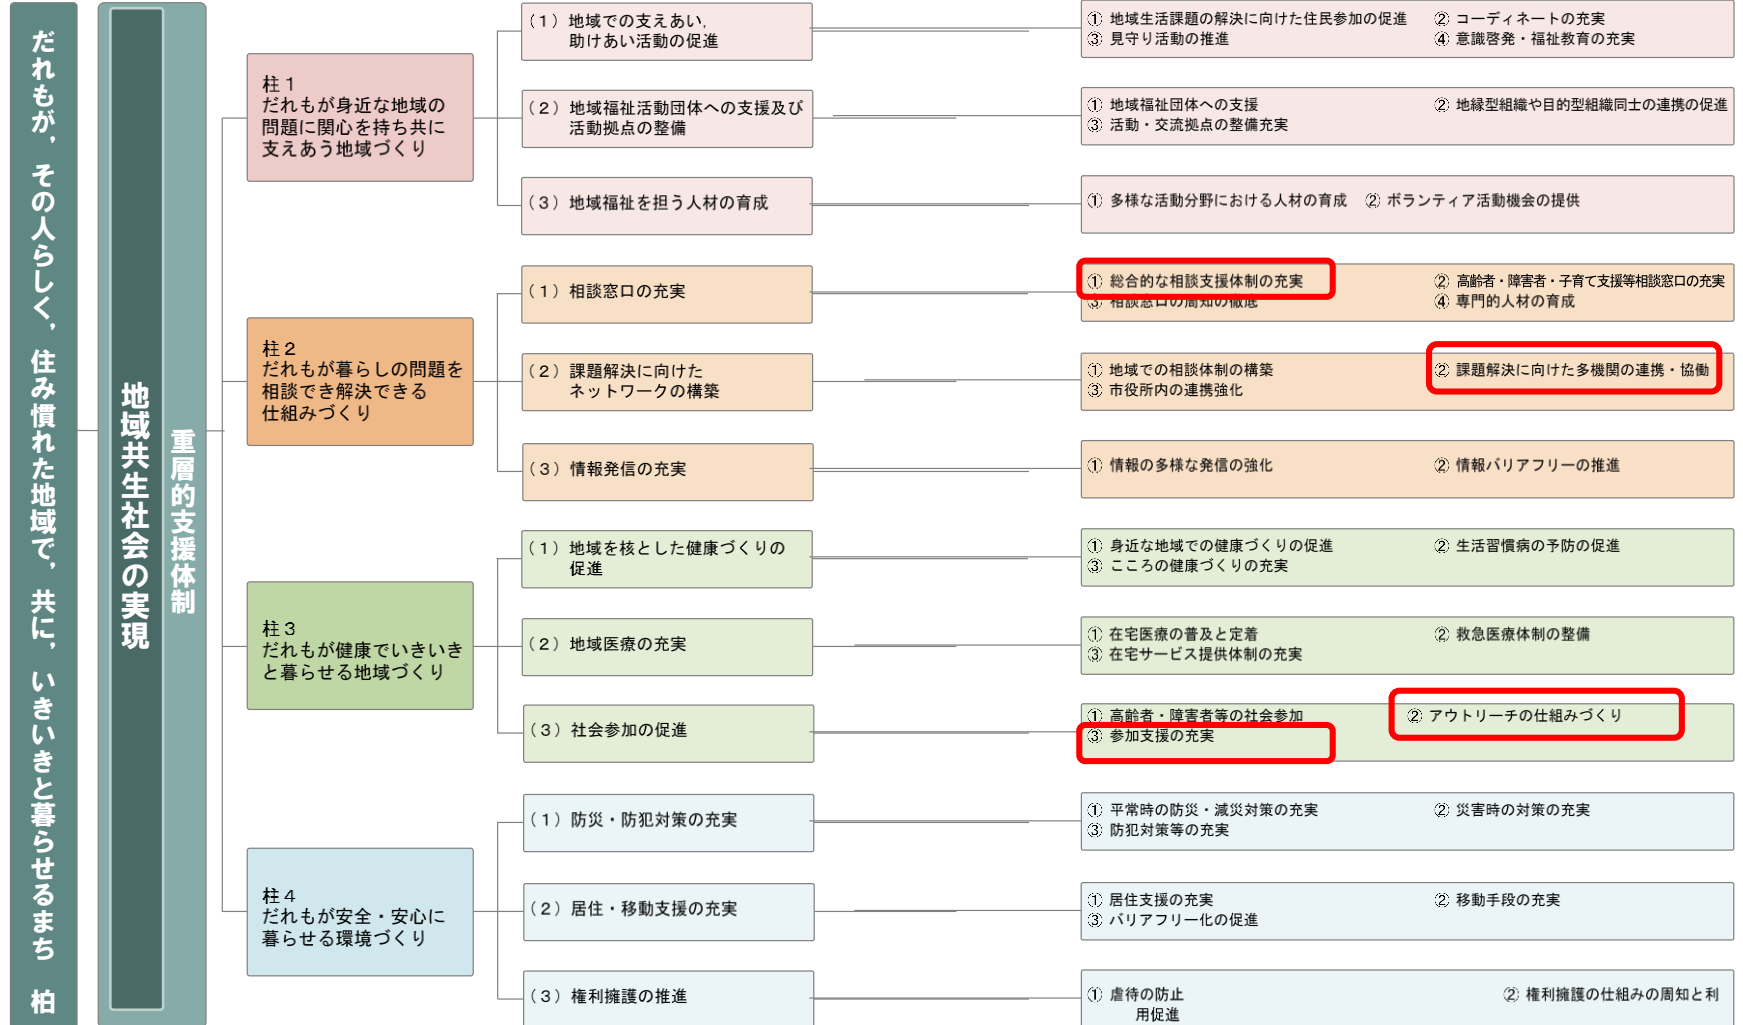 だれもが，その人らしく，住み慣れた地域で，共に，いきいきと暮らせるまち　柏
地域共生社会の実現
重層的支援体制
柱１
だれもが身近な地域の
問題に関心を持ち共に
支えあう地域づくり
（１）地域での支えあい，
助けあい活動の促進
① 地域生活課題の解決に向けた住民参加の促進　② コーディネートの充実
③ 見守り活動の推進　④ 意識啓発・福祉教育の充実
（２）地域福祉活動団体への支援及び
活動拠点の整備
① 地域福祉団体への支援　② 地縁型組織や目的型組織同士の連携の促進
③ 活動・交流拠点の整備充実
（３）地域福祉を担う人材の育成
① 多様な活動分野における人材の育成　② ボランティア活動機会の提供
柱２
だれもが暮らしの問題を
相談でき解決できる
仕組みづくり
（１）相談窓口の充実
① 総合的な相談支援体制の充実　② 高齢者・障害者・子育て支援等相談窓口の充実
③ 相談窓口の周知の徹底　④ 専門的人材の育成
（２）課題解決に向けた
ネットワークの構築
① 地域での相談体制の構築　② 課題解決に向けた多機関の連携・協働
③ 市役所内の連携強化
（３）情報発信の充実
① 情報の多様な発信の強化　② 情報バリアフリーの推進
柱３
だれもが健康でいきいき
と暮らせる地域づくり
（１）地域を核とした健康づくりの
促進
① 身近な地域での健康づくりの促進　② 生活習慣病の予防の促進
③ こころの健康づくりの充実
（２）地域医療の充実
① 在宅医療の普及と定着　② 救急医療体制の整備
③ 在宅サービス提供体制の充実
（３）社会参加の促進
① 高齢者・障害者等の社会参加　② アウトリーチの仕組みづくり
③ 参加支援の充実
柱４
だれもが安全・安心に
暮らせる環境づくり
（１）防災・防犯対策の充実
① 平常時の防災・減災対策の充実　② 災害時の対策の充実
③ 防犯対策等の充実
（２）居住・移動支援の充実
① 居住支援の充実　② 移動手段の充実
③ バリアフリー化の促進
（３）権利擁護の推進
① 虐待の防止　② 権利擁護の仕組みの周知と利
用促進